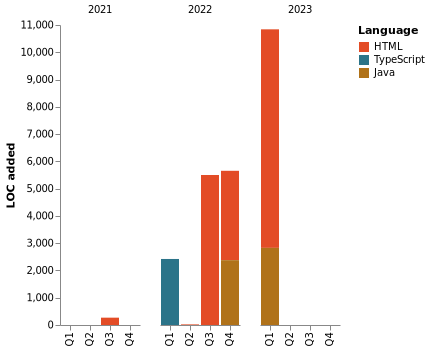 2021 2022 2023
Language
HTML
TypeScript
Java
LOC added
11,000
10,000
9,000
8,000
7,000
6,000
5,000
4,000
3,000
2,000
1,000
0
Q1 Q2 Q3 Q4 Q1 Q2 Q3 Q4 Q1 Q2 Q3 Q4